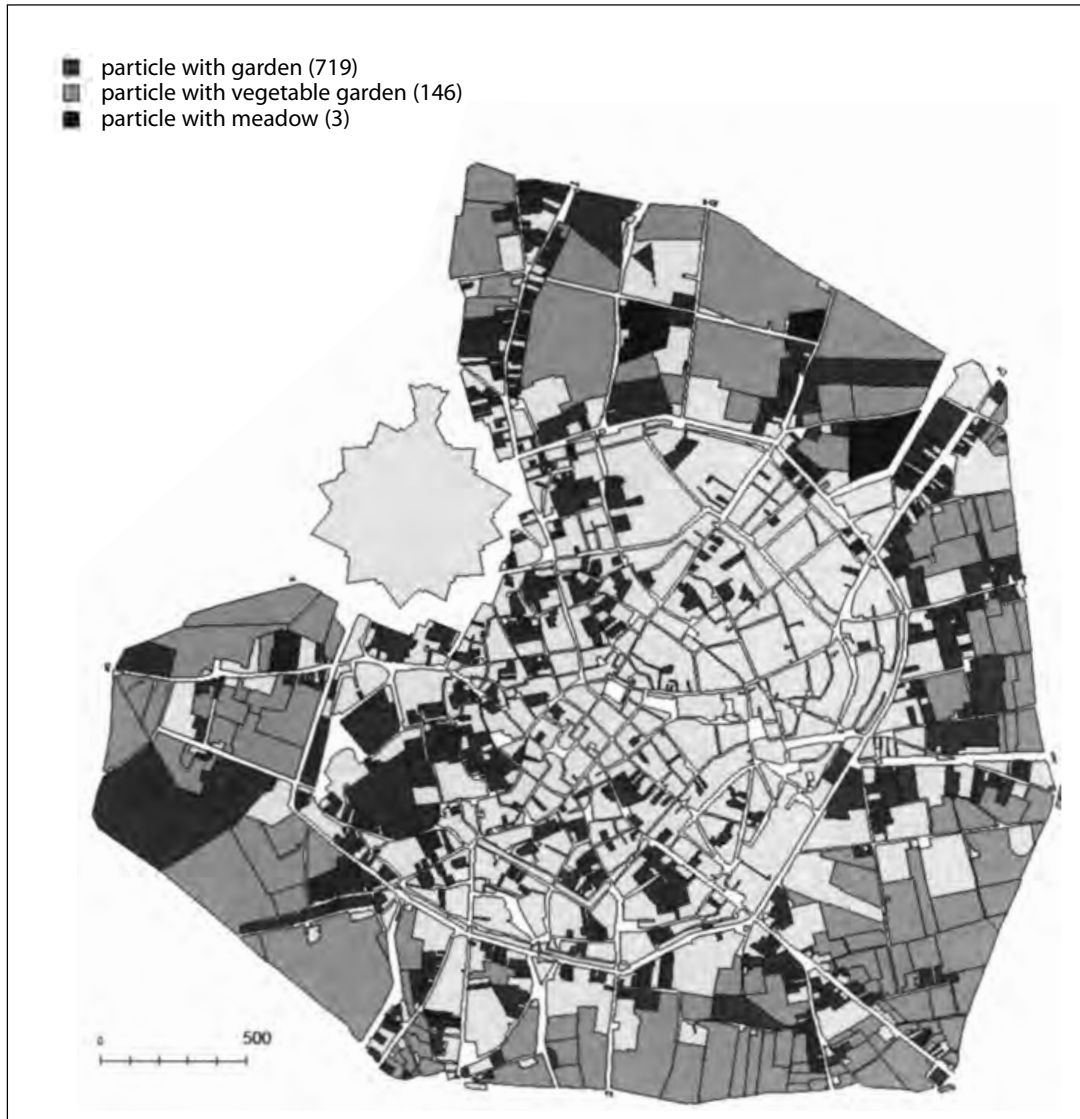 particle with garden (719)
particle with vegetable garden (146)
particle with meadow (3)
0 500